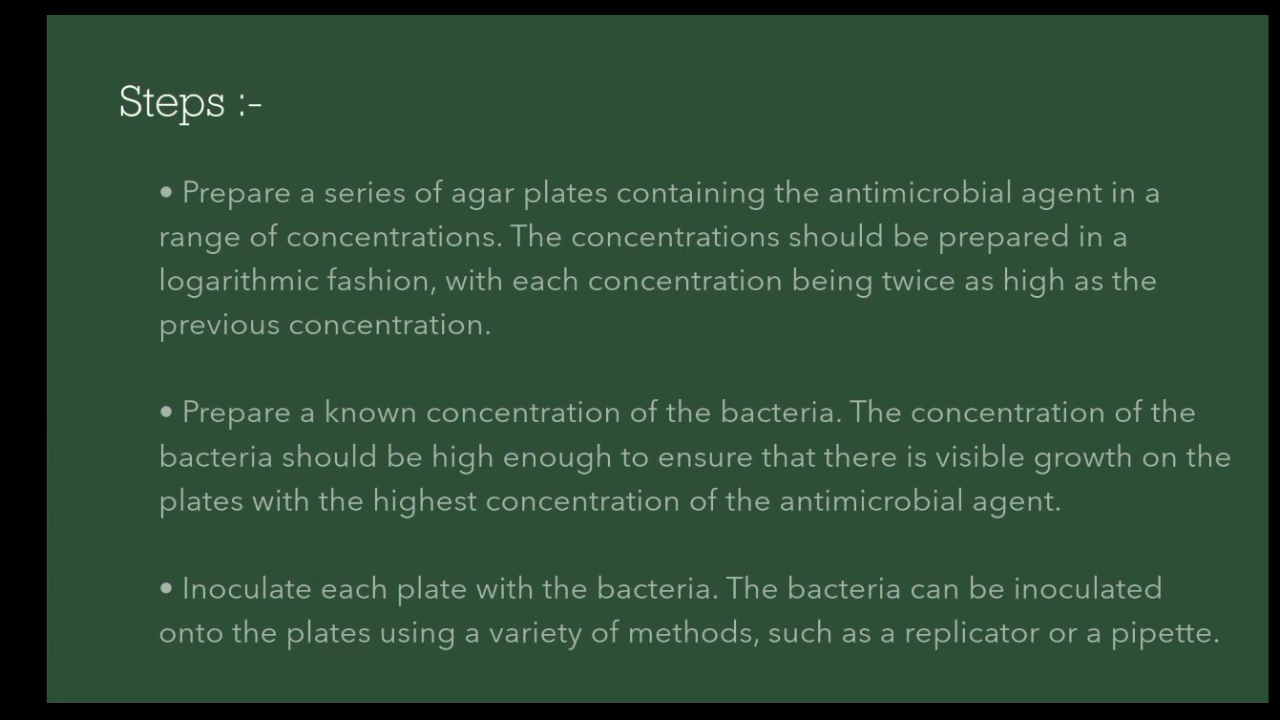 Steps :-
• Prepare a series of agar plates containing the antimicrobial agent in a
range of concentrations. The concentrations should be prepared in a
logarithmic fashion, with each concentration being twice as high as the
previous concentration.
• Prepare a known concentration of the bacteria. The concentration of the
bacteria should be high enough to ensure that there is visible growth on the
plates with the highest concentration of the antimicrobial agent.
• Inoculate each plate with the bacteria. The bacteria can be inoculated
onto the plates using a variety of methods, such as a replicator or a pipette.